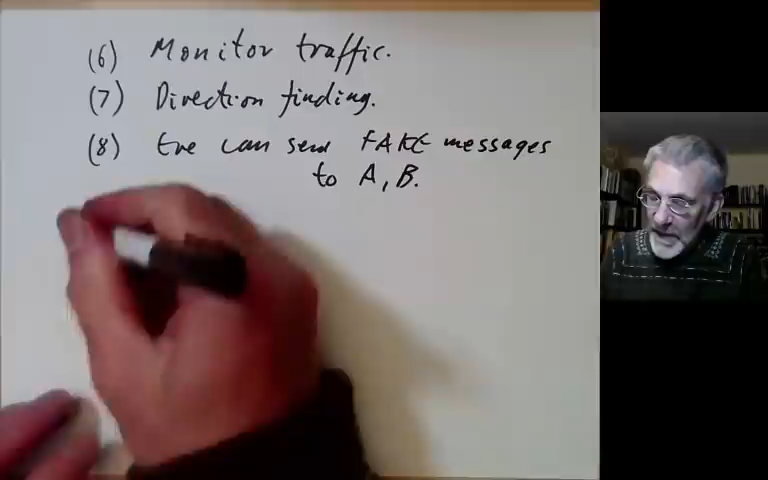 (6) Monitor traffic.
(7) Direction finding.
(8) Eve can send FAKE messages
to A, B.